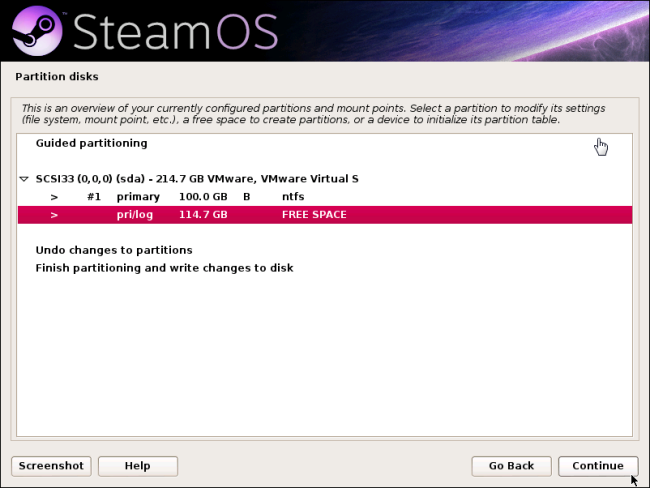 STEAMOS
Partition disks
This is an overview of your currently configured partitions and mount points. Select a partition to modify its settings
(file system, mount point, etc.), a free space to create partitions, or a device to initialize its partition table.
Guided partitioning
SCSI33 (0,0,0) (sda) - 214.7 GB VMware, VMware Virtual S
> #1 primary 100.0 GB B ntfs
> pri/log 114.7 GB FREE SPACE
Undo changes to partitions
Finish partitioning and write changes to disk
Screenshot Help Go Back Continue